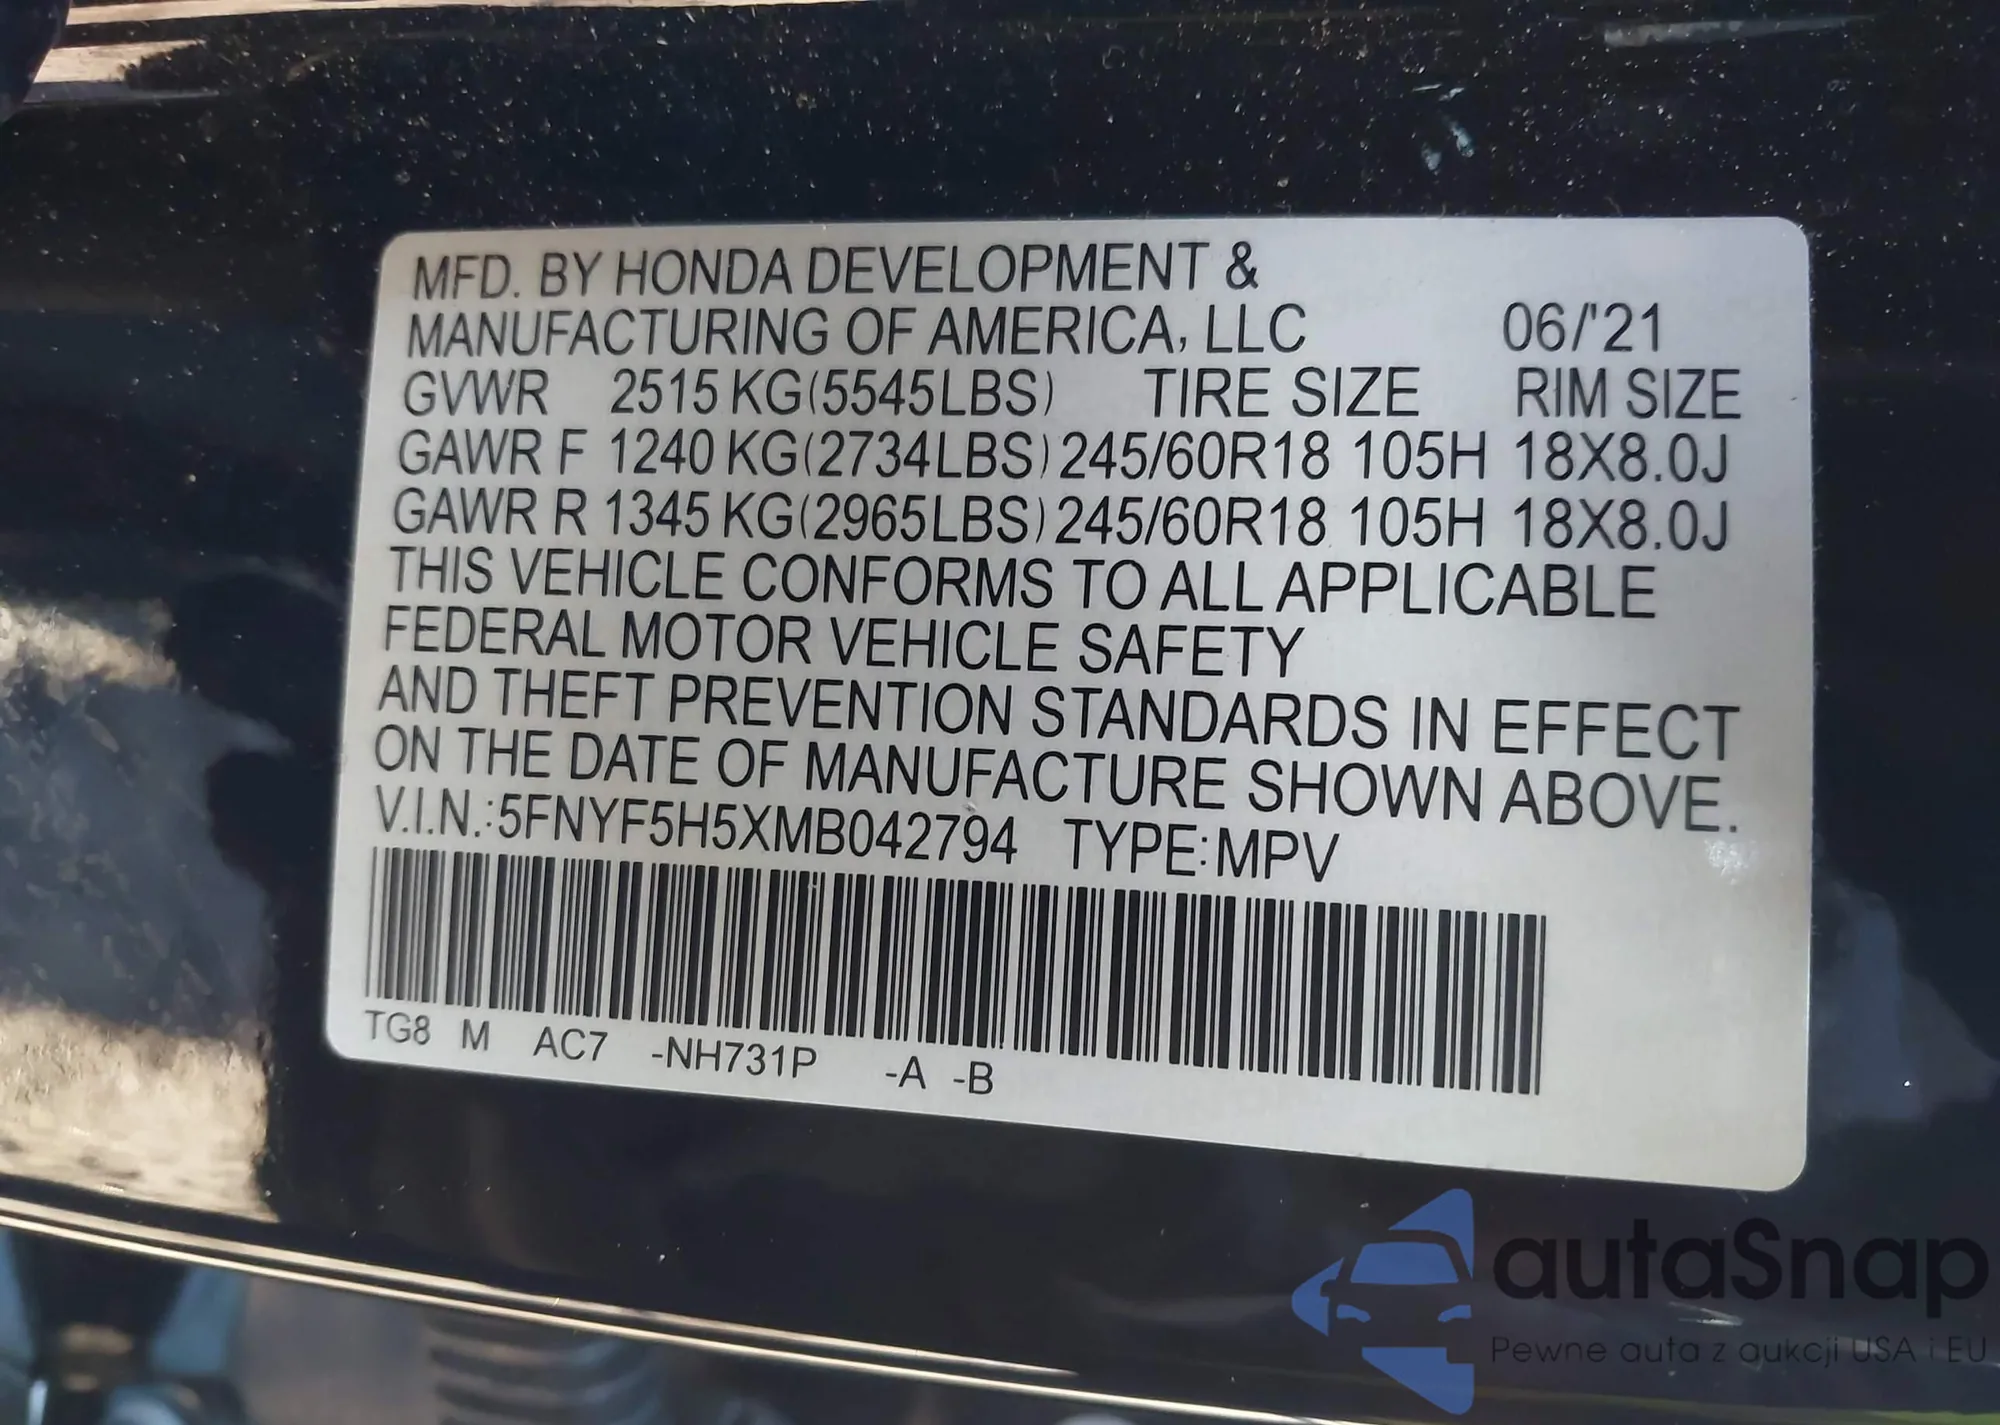 MFD. BY HONDA DEVELOPMENT &
MANUFACTURING OF AMERICA, LLC 06/'21
GVWR 2515 KG(5545LBS) TIRE SIZE RIM SIZE
GAWR F 1240 KG(2734LBS) 245/60R18 105H 18X8.0J
GAWR R 1345 KG(2965LBS) 245/60R18 105H 18X8.0J
THIS VEHICLE CONFORMS TO ALL APPLICABLE
FEDERAL MOTOR VEHICLE SAFETY
AND THEFT PREVENTION STANDARDS IN EFFECT
ON THE DATE OF MANUFACTURE SHOWN ABOVE.
V.I.N.:5FNYF5H5XMB042794 TYPE:MPV
TG8 M AC7 -NH731P -A -B
autaSnap
Pewne auta z aukcji USA i EU